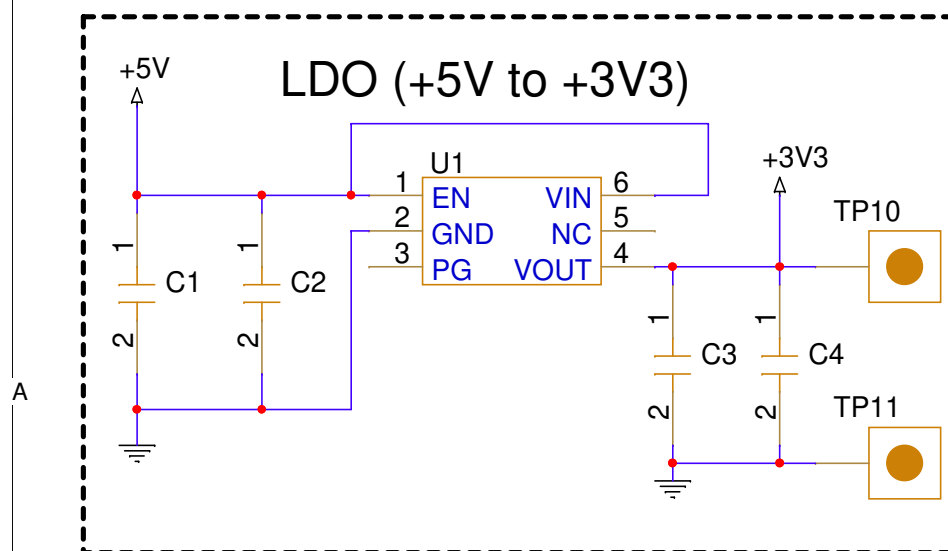 LDO (+5V to +3V3)
+5V
U1
+3V3
1 EN VIN 6
2 GND NC 5
3 PG VOUT 4
TP10
1 C1 2
1 C2 2
1 C3 2
1 C4 2
TP11
A